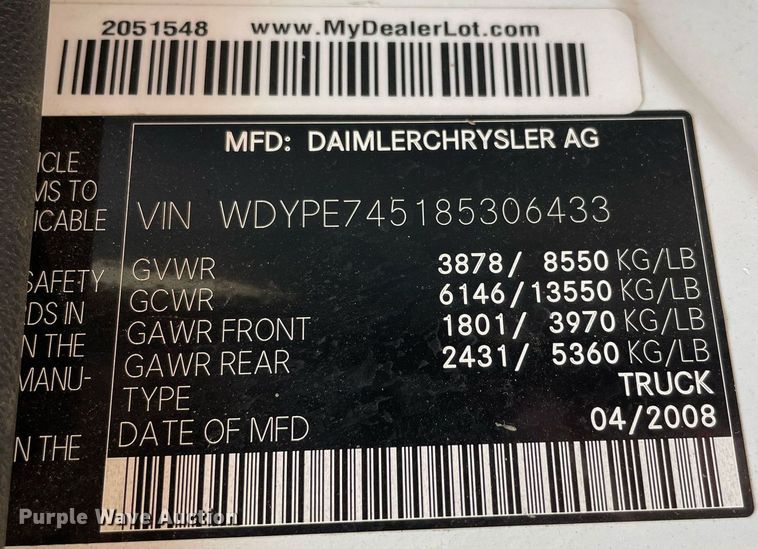 2051548 www.MyDealerLot.com
MFD: DAIMLERCHRYSLER AG
ICLE
MS TO
ICABLE
VIN WDYPE745185306433
SAFETY
DS IN
N THE
MANU-
N THE
GVWR 3878/ 8550 KG/LB
GCWR 6146/13550 KG/LB
GAWR FRONT 1801/ 3970 KG/LB
GAWR REAR 2431/ 5360 KG/LB
TYPE TRUCK
DATE OF MFD 04/2008
Purple Wave Auction